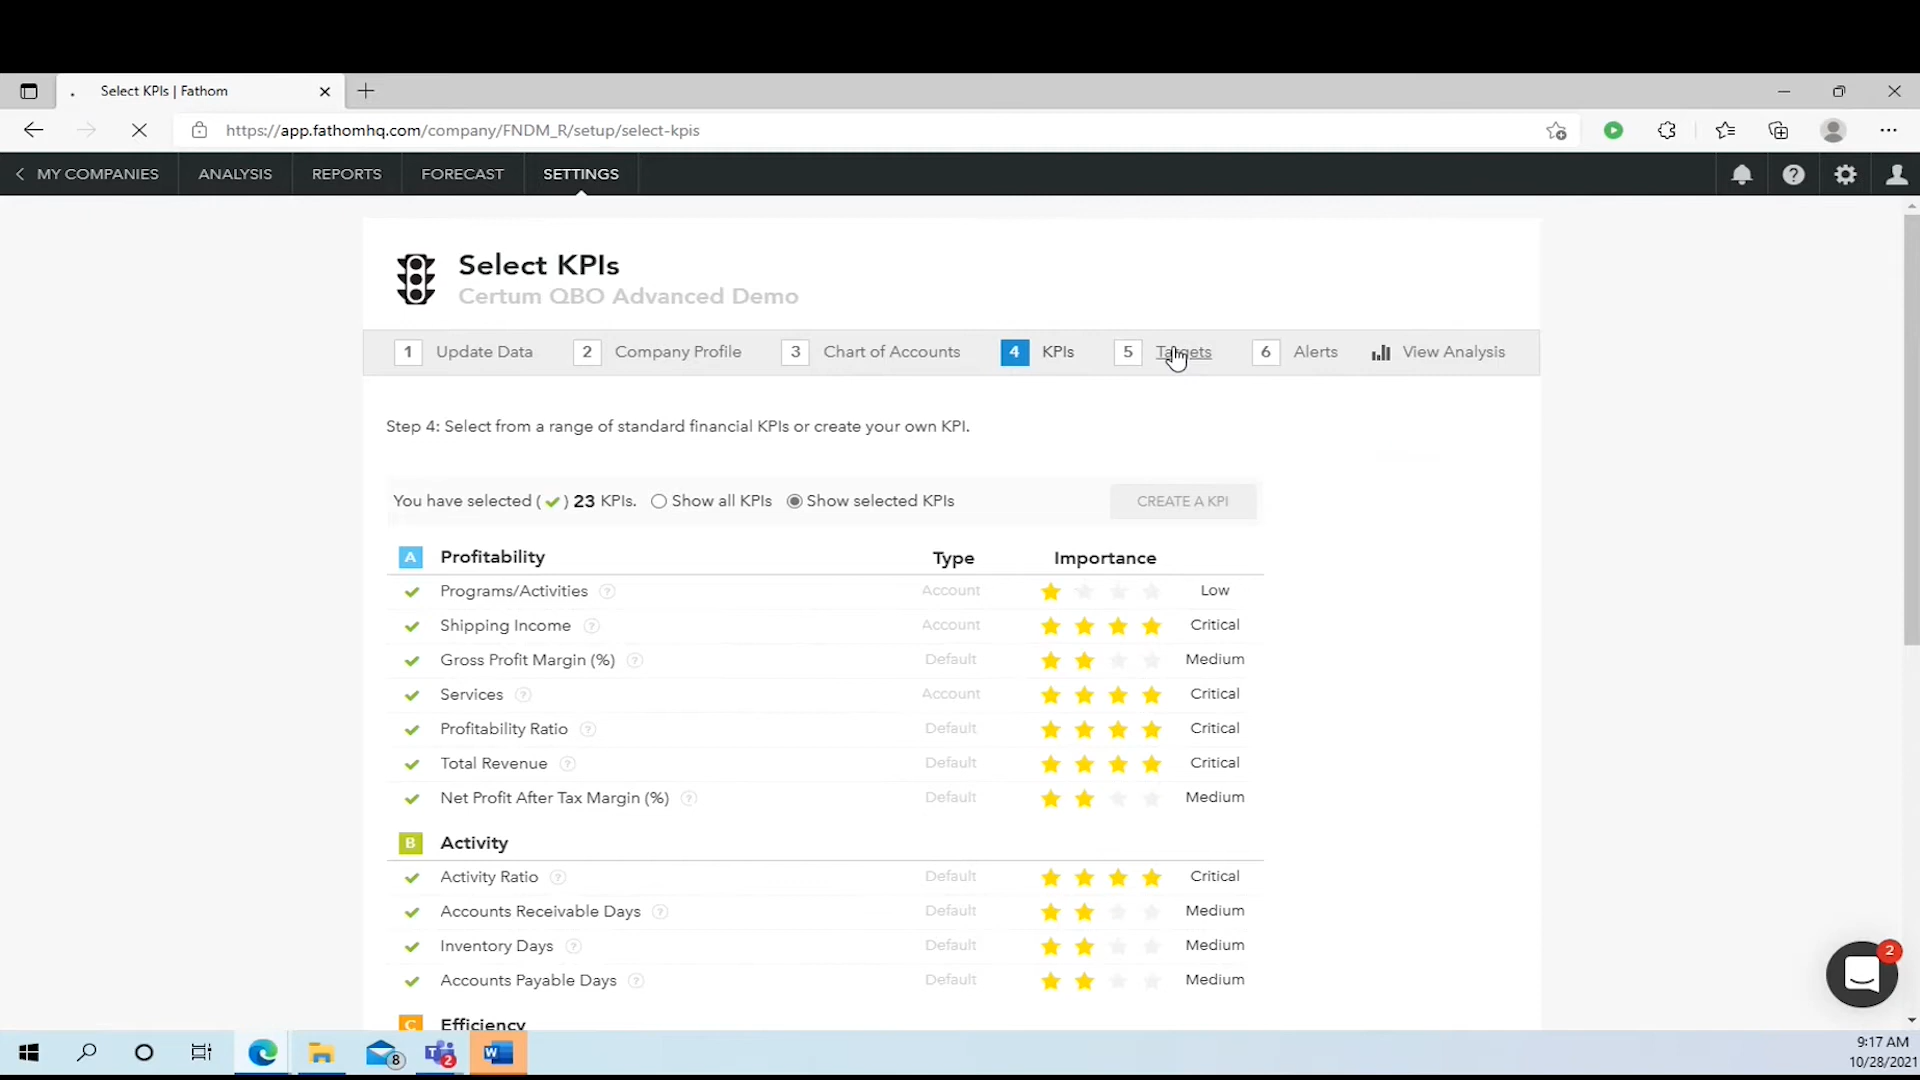 Select KPIs | Fathom
https://app.fathomhq.com/company/FNDM_R/setup/select-kpis
MY COMPANIES ANALYSIS REPORTS FORECAST SETTINGS
Select KPIs
Certum QBO Advanced Demo
1 Update Data 2 Company Profile 3 Chart of Accounts 4 KPIs 5 Targets 6 Alerts View Analysis
Step 4: Select from a range of standard financial KPIs or create your own KPI.
You have selected ( ) 23 KPIs. Show all KPIs Show selected KPIs CREATE A KPI
A Profitability Type Importance
Programs/Activities ? Account Low
Shipping Income ? Account Critical
Gross Profit Margin (%) ? Default Medium
Services ? Account Critical
Profitability Ratio ? Default Critical
Total Revenue ? Default Critical
Net Profit After Tax Margin (%) ? Default Medium
B Activity
Activity Ratio ? Default Critical
Accounts Receivable Days ? Default Medium
Inventory Days ? Default Medium
Accounts Payable Days ? Default Medium
2
C Efficiency
8 2 W
9:17 AM
10/28/2021